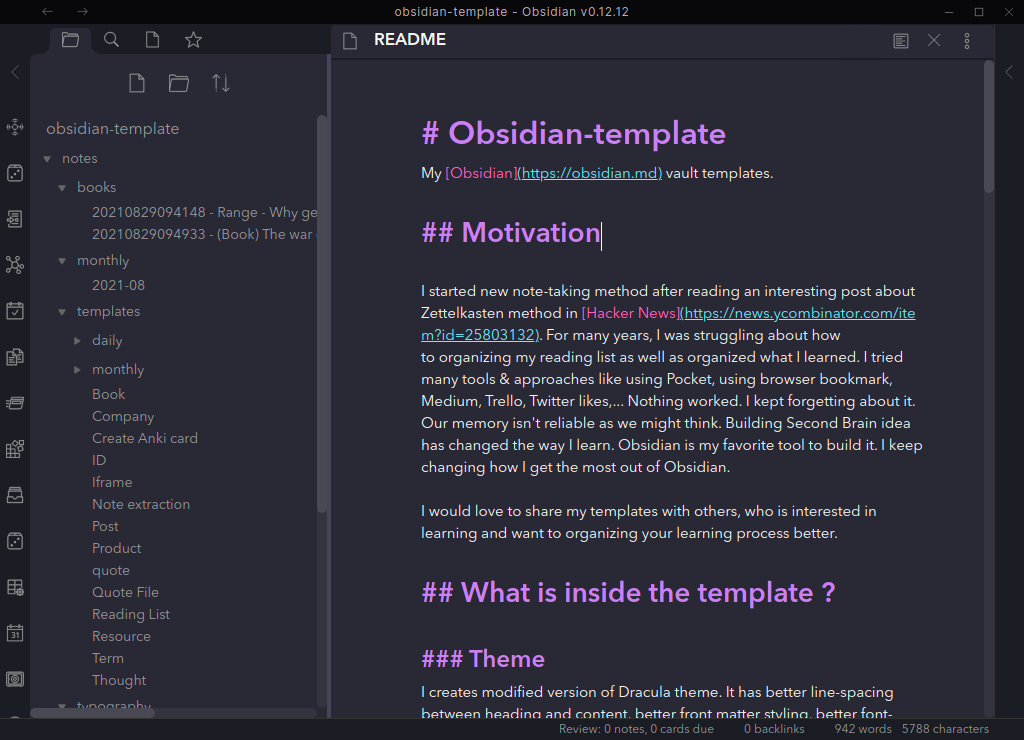 obsidian-template - Obsidian v0.12.12
README
obsidian-template
notes
books
20210829094148 - Range - Why ge
20210829094933 - (Book) The war
monthly
2021-08
templates
daily
monthly
Book
Company
Create Anki card
ID
Iframe
Note extraction
Post
Product
quote
Quote File
Reading List
Resource
Term
Thought
typography
# Obsidian-template
My [Obsidian](https://obsidian.md) vault templates.
## Motivation
I started new note-taking method after reading an interesting post about
Zettelkasten method in [Hacker News](https://news.ycombinator.com/ite
m?id=25803132). For many years, I was struggling about how
to organizing my reading list as well as organized what I learned. I tried
many tools & approaches like using Pocket, using browser bookmark,
Medium, Trello, Twitter likes,... Nothing worked. I kept forgetting about it.
Our memory isn't reliable as we might think. Building Second Brain idea
has changed the way I learn. Obsidian is my favorite tool to build it. I keep
changing how I get the most out of Obsidian.
I would love to share my templates with others, who is interested in
learning and want to organizing your learning process better.
## What is inside the template ?
### Theme
I creates modified version of Dracula theme. It has better line-spacing
between heading and content, better front matter styling, better font-
31
Review: 0 notes, 0 cards due
0 backlinks
942 words
5788 characters